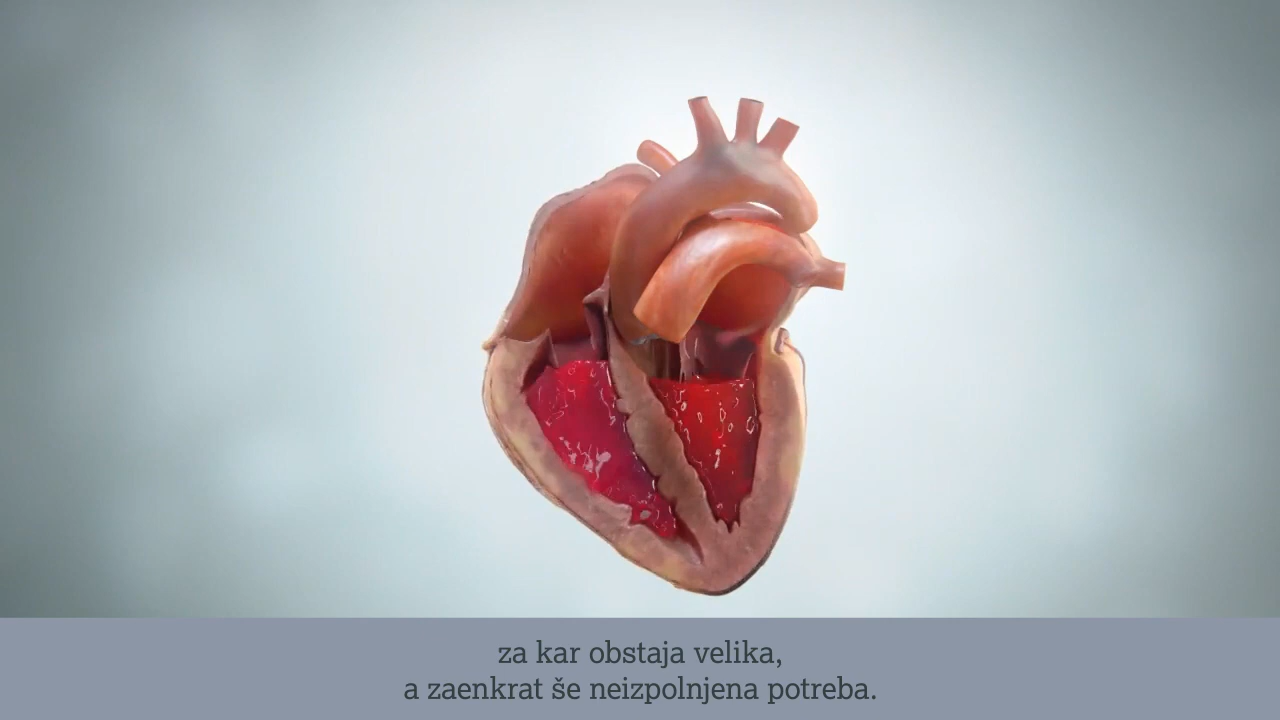 za kar obstaja velika,
a zaenkrat še neizpolnjena potreba.